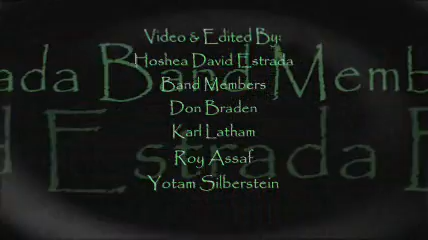 Video & Edited By:
Hoshea David Estrada
Band Members
Don Braden
Karl Latham
Roy Assaf
Yotam Silberstein